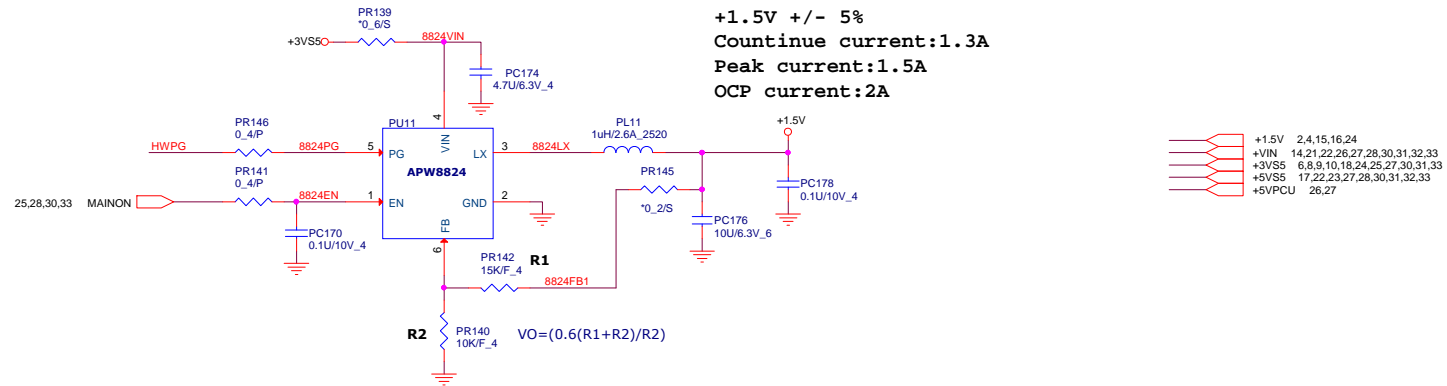 +1.5V +/- 5%
Countinue current:1.3A
Peak current:1.5A
OCP current:2A
PR139
*0_6/S
+3VS5
8824VIN
PC174
4.7U/6.3V_4
PR146
0_4/P
HWPG
8824PG
PU11
4
5
PG
VIN
LX
3
8824LX
PL11
1uH/2.6A_2520
+1.5V
APW8824
PR141
0_4/P
25,28,30,33 MAINON
8824EN
1
EN
GND
2
FB
6
PC170
0.1U/10V_4
PR145
*0_2/S
PC178
0.1U/10V_4
PC176
10U/6.3V_6
PR142
15K/F_4
R1
8824FB1
R2
PR140
10K/F_4
VO=(0.6(R1+R2)/R2)
+1.5V 2,4,15,16,24
+VIN 14,21,22,26,27,28,30,31,32,33
+3VS5 6,8,9,10,18,24,25,27,30,31,33
+5VS5 17,22,23,27,28,30,31,32,33
+5VPCU 26,27